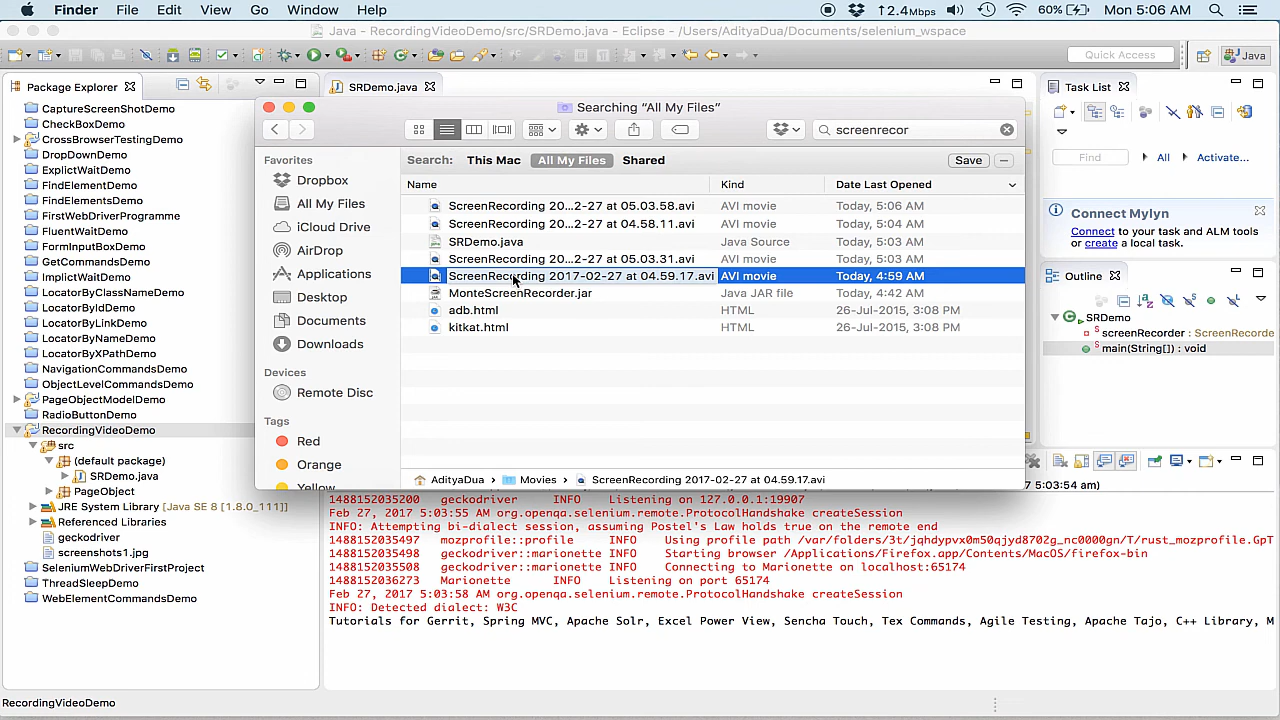 Finder File Edit View Go Window Help 2.4Mbps 60% Mon 5:06 AM
Java - RecordingVideoDemo/src/SRDemo.java - Eclipse - /Users/AdityaDua/Documents/selenium_wspace
Quick Access Java
Package Explorer
CaptureScreenShotDemo
CheckBoxDemo
CrossBrowserTestingDemo
DropDownDemo
ExplicitWaitDemo
FindElementDemo
FindElementsDemo
FirstWebDriverProgramme
FluentWaitDemo
FormInputBoxDemo
GetCommandsDemo
ImplictWaitDemo
LocatorByClassNameDemo
LocatorByIdDemo
LocatorByLinkDemo
LocatorByNameDemo
LocatorByXPathDemo
NavigationCommandsDemo
ObjectLevelCommandsDemo
PageObjectModelDemo
RadioButtonDemo
RecordingVideoDemo
src
(default package)
SRDemo.java
PageObject
JRE System Library [Java SE 8 [1.8.0_111]]
Referenced Libraries
geckodriver
screenshots1.jpg
SeleniumWebDriverFirstProject
ThreadSleepDemo
WebElementCommandsDemo
SRDemo.java
Searching “All My Files”
screenrecor
Favorites
Dropbox
All My Files
iCloud Drive
AirDrop
Applications
Desktop
Documents
Downloads
Devices
Remote Disc
Tags
Red
Orange
Yellow
Search: This Mac All My Files Shared Save
Name Kind Date Last Opened
ScreenRecording 20...2-27 at 05.03.58.avi AVI movie Today, 5:06 AM
ScreenRecording 20...2-27 at 04.58.11.avi AVI movie Today, 5:04 AM
SRDemo.java Java Source Today, 5:03 AM
ScreenRecording 20...2-27 at 05.03.31.avi AVI movie Today, 5:03 AM
ScreenRecording 2017-02-27 at 04.59.17.avi AVI movie Today, 4:59 AM
MonteScreenRecorder.jar Java JAR file Today, 4:42 AM
adb.html HTML 26-Jul-2015, 3:08 PM
kitkat.html HTML 26-Jul-2015, 3:08 PM
AdityaDua › Movies › ScreenRecording 2017-02-27 at 04.59.17.avi
Task List
Find All Activate...
Connect Mylyn
Connect to your task and ALM tools
or create a local task.
Outline
SRDemo
screenRecorder : ScreenRecorde
main(String[]) : void
5:03:54 am)
1488152035200 geckodriver INFO Listening on 127.0.0.1:19907
Feb 27, 2017 5:03:55 AM org.openqa.selenium.remote.ProtocolHandshake createSession
INFO: Attempting bi-dialect session, assuming Postel's Law holds true on the remote end
1488152035497 mozprofile::profile INFO Using profile path /var/folders/3t/jqhdypvx0m50qjyd8702g_nc0000gn/T/rust_mozprofile.GpT
1488152035508 geckodriver::marionette INFO Starting browser /Applications/Firefox.app/Contents/MacOS/firefox-bin
1488152035568 geckodriver::marionette INFO Connecting to Marionette on localhost:65174
1488152036273 Marionette INFO Listening on port 65174
Feb 27, 2017 5:03:58 AM org.openqa.selenium.remote.ProtocolHandshake createSession
INFO: Detected dialect: W3C
Tutorials for Gerrit, Spring MVC, Apache Solr, Excel Power View, Sencha Touch, Tex Commands, Agile Testing, Apache Tajo, C++ Library, M
RecordingVideoDemo